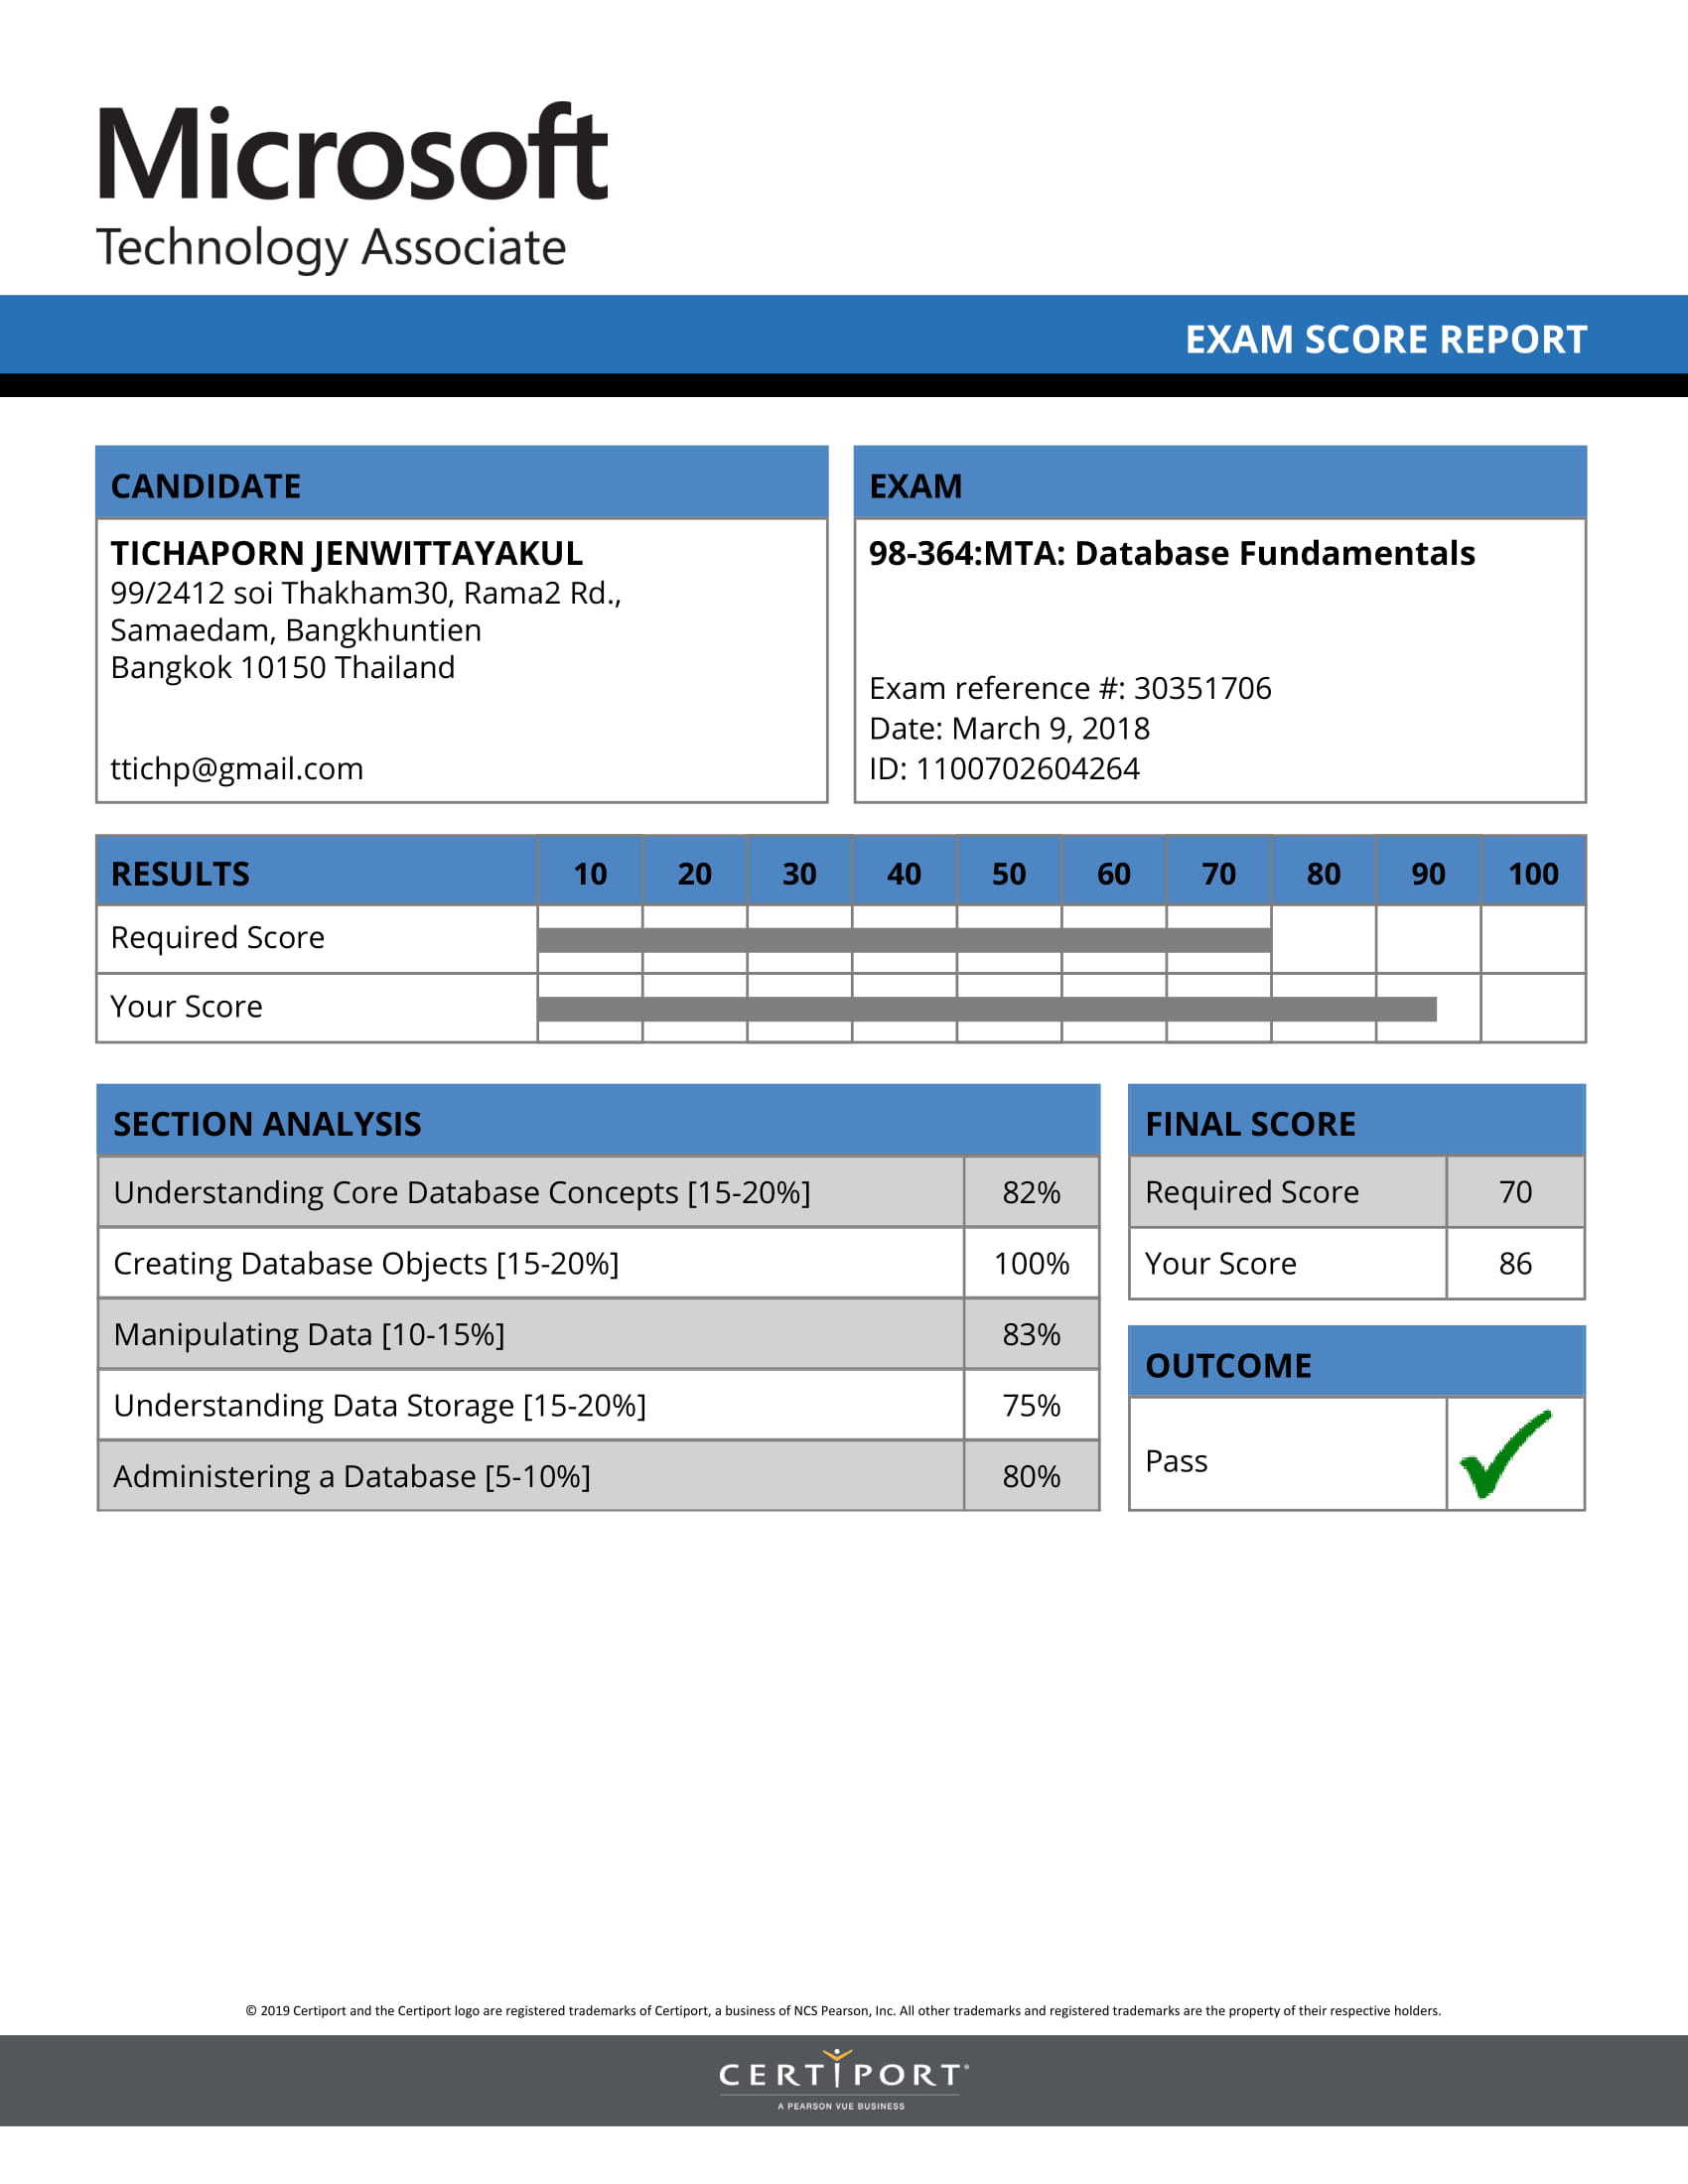 Microsoft
Technology Associate
EXAM SCORE REPORT
CANDIDATE
TICHAPORN JENWITTAYAKUL
99/2412 soi Thakham30, Rama2 Rd.,
Samaedam, Bangkhuntien
Bangkok 10150 Thailand
ttichp@gmail.com
EXAM
98-364:MTA: Database Fundamentals
Exam reference #: 30351706
Date: March 9, 2018
ID: 1100702604264
RESULTS 10 20 30 40 50 60 70 80 90 100
Required Score
Your Score
SECTION ANALYSIS
Understanding Core Database Concepts [15-20%] 82%
Creating Database Objects [15-20%] 100%
Manipulating Data [10-15%] 83%
Understanding Data Storage [15-20%] 75%
Administering a Database [5-10%] 80%
FINAL SCORE
Required Score 70
Your Score 86
OUTCOME
Pass
© 2019 Certiport and the Certiport logo are registered trademarks of Certiport, a business of NCS Pearson, Inc. All other trademarks and registered trademarks are the property of their respective holders.
CERTIPORT®
A PEARSON VUE BUSINESS